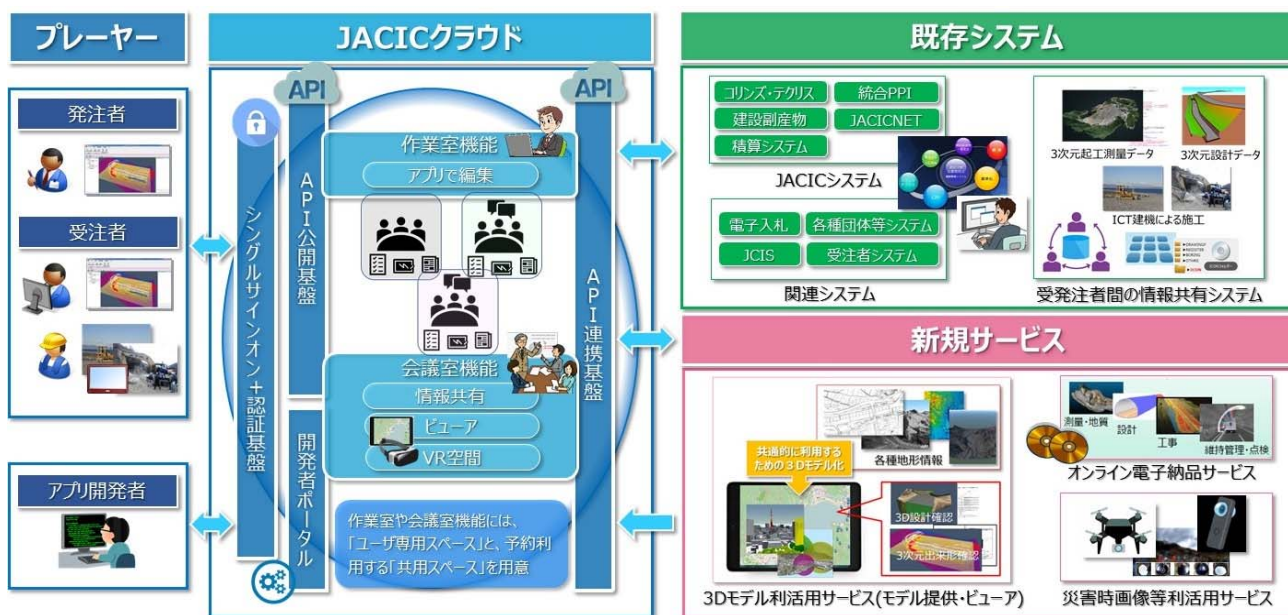 プレーヤー
発注者
受注者
アプリ開発者
JACICクラウド
API
API
シングルサインオン+認証基盤
API公開基盤
開発者ポータル
作業室機能
アプリで編集
会議室機能
情報共有
ビューア
VR空間
作業室や会議室機能には、
「ユーザ専用スペース」と、予約利
用する「共用スペース」を用意
API連携基盤
既存システム
コリンズ・テクリス
統合PPI
建設副産物
JACICNET
積算システム
JACICシステム
電子入札
各種団体等システム
JCIS
受注者システム
関連システム
3次元起工測量データ
3次元設計データ
ICT建機による施工
受発注者間の情報共有システム
新規サービス
各種地形情報
共通的に利用する
ための3Dモデル化
3D設計確認
3次元出来形確認
3Dモデル利活用サービス(モデル提供・ビューア)
測量・地質
設計
工事
維持管理・点検
オンライン電子納品サービス
災害時画像等利活用サービス